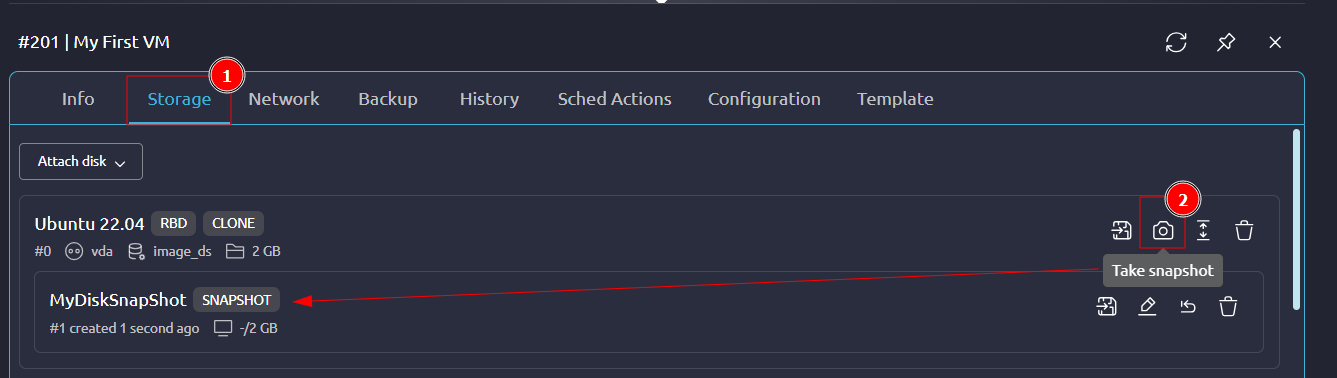 #201 | My First VM
1
Info Storage Network Backup History Sched Actions Configuration Template
Attach disk
2
Ubuntu 22.04 RBD CLONE
#0 vda image_ds 2 GB
Take snapshot
MyDiskSnapShot SNAPSHOT
#1 created 1 second ago -/2 GB